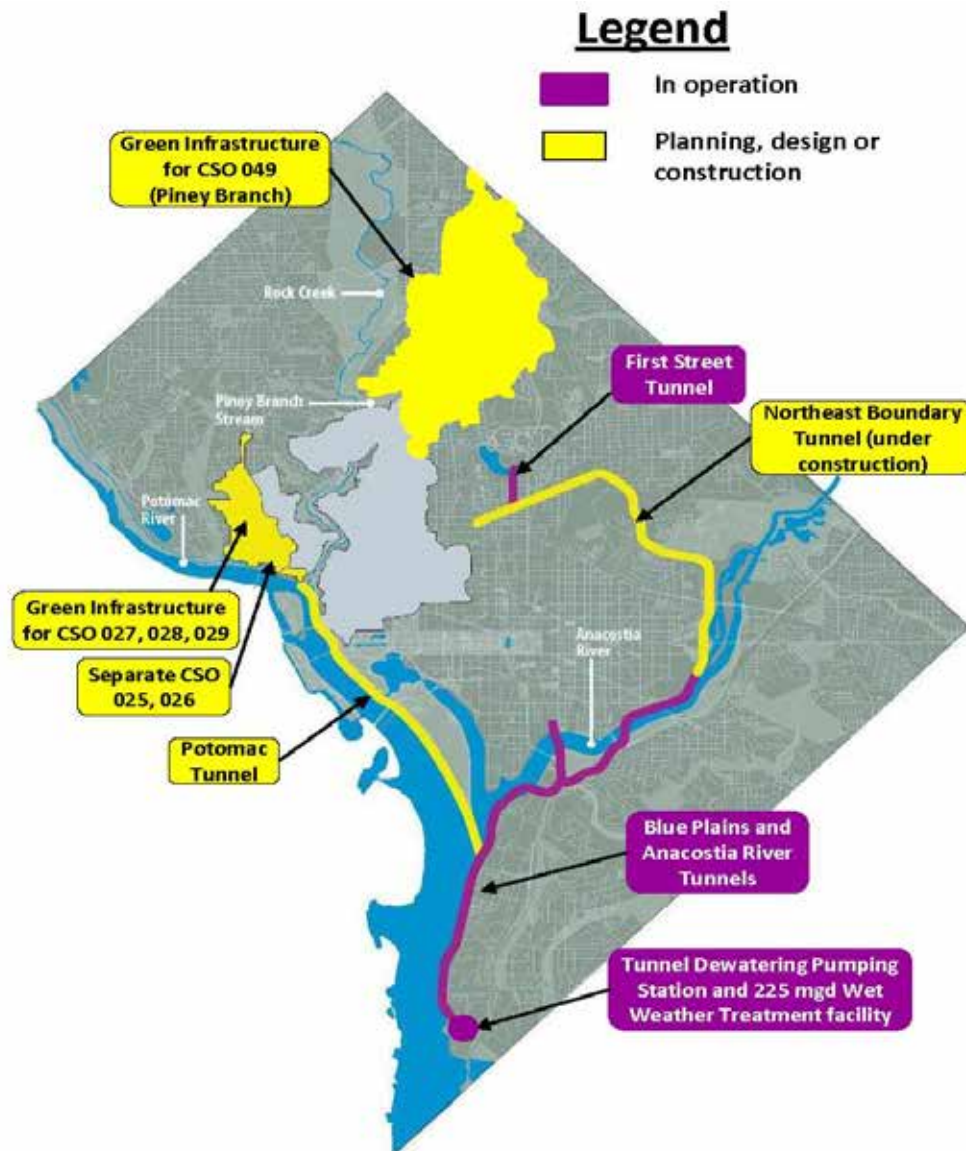 Legend
In operation
Planning, design or
construction
Green Infrastructure
for CSO 049
(Piney Branch)
Rock Creek
First Street
Tunnel
Piney Branch
Stream
Northeast Boundary
Tunnel (under
construction)
Potomac
River
Green Infrastructure
for CSO 027, 028, 029
Anacostia
River
Separate CSO
025, 026
Potomac
Tunnel
Blue Plains and
Anacostia River
Tunnels
Tunnel Dewatering Pumping
Station and 225 mgd Wet
Weather Treatment facility